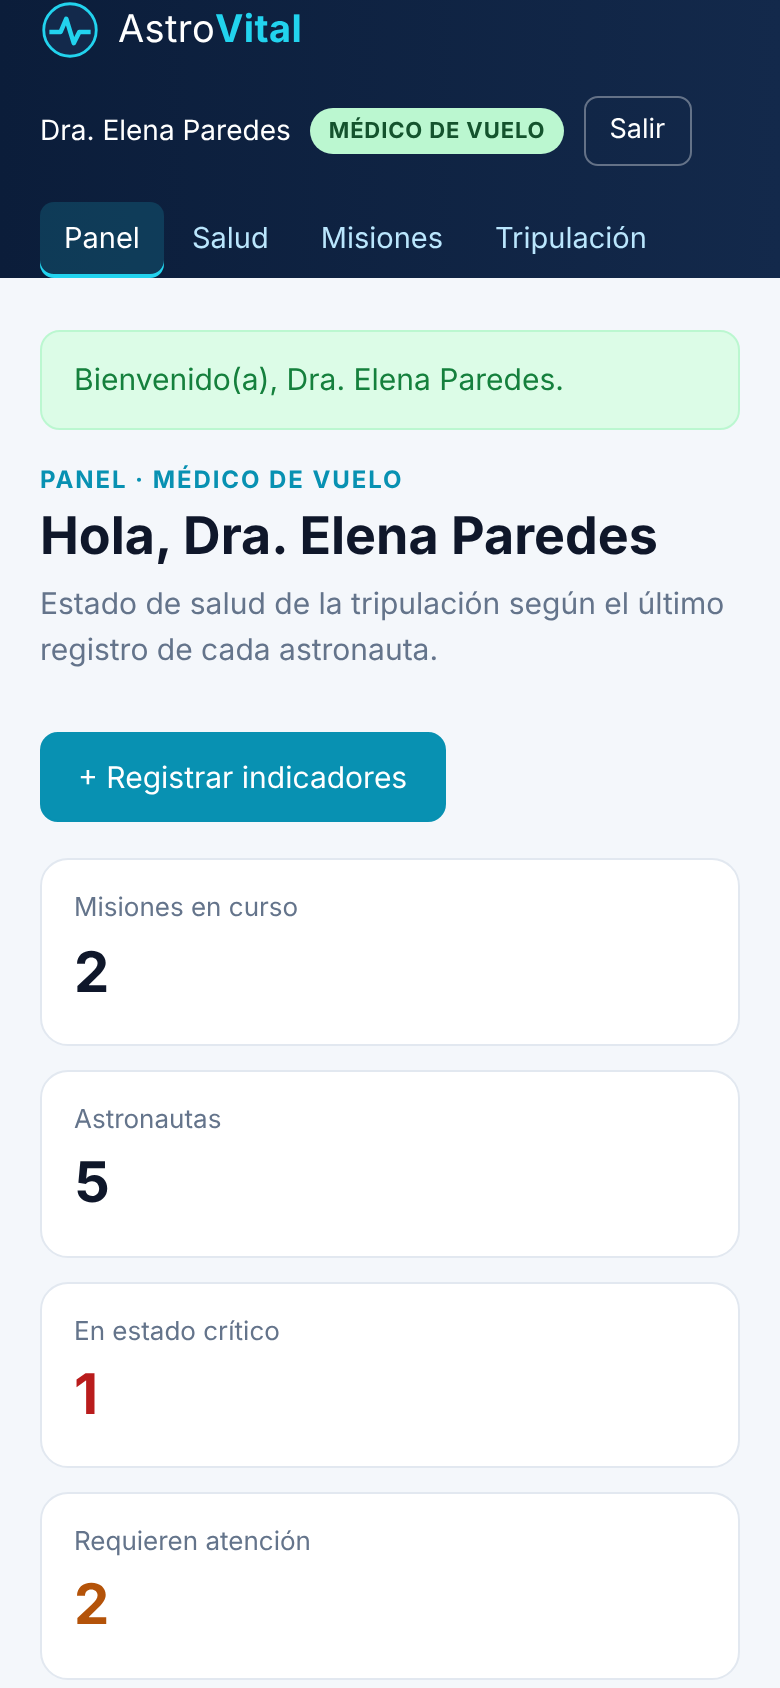 AstroVital
Dra. Elena Paredes MÉDICO DE VUELO Salir
Panel Salud Misiones Tripulación
Bienvenido(a), Dra. Elena Paredes.
PANEL · MÉDICO DE VUELO
Hola, Dra. Elena Paredes
Estado de salud de la tripulación según el último
registro de cada astronauta.
+ Registrar indicadores
Misiones en curso
2
Astronautas
5
En estado crítico
1
Requieren atención
2